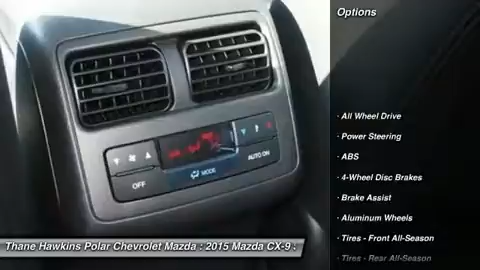 Options
· All Wheel Drive
· Power Steering
· ABS
· 4-Wheel Disc Brakes
· Brake Assist
· Aluminum Wheels
· Tires - Front All-Season
· Tires - Rear All-Season
OFF
MODE
AUTO ON
Thane Hawkins Polar Chevrolet Mazda : 2015 Mazda CX-9 :